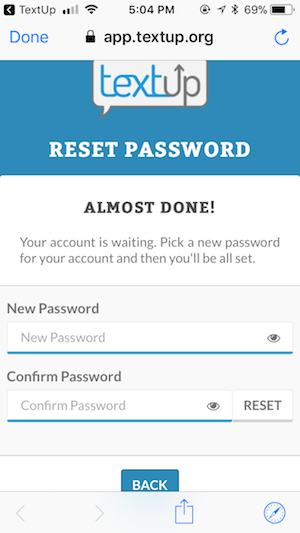 TextUp 5:04 PM 69%
Done app.textup.org
textUp
RESET PASSWORD
ALMOST DONE!
Your account is waiting. Pick a new password
for your account and then you'll be all set.
New Password
New Password
Confirm Password
Confirm Password RESET
BACK